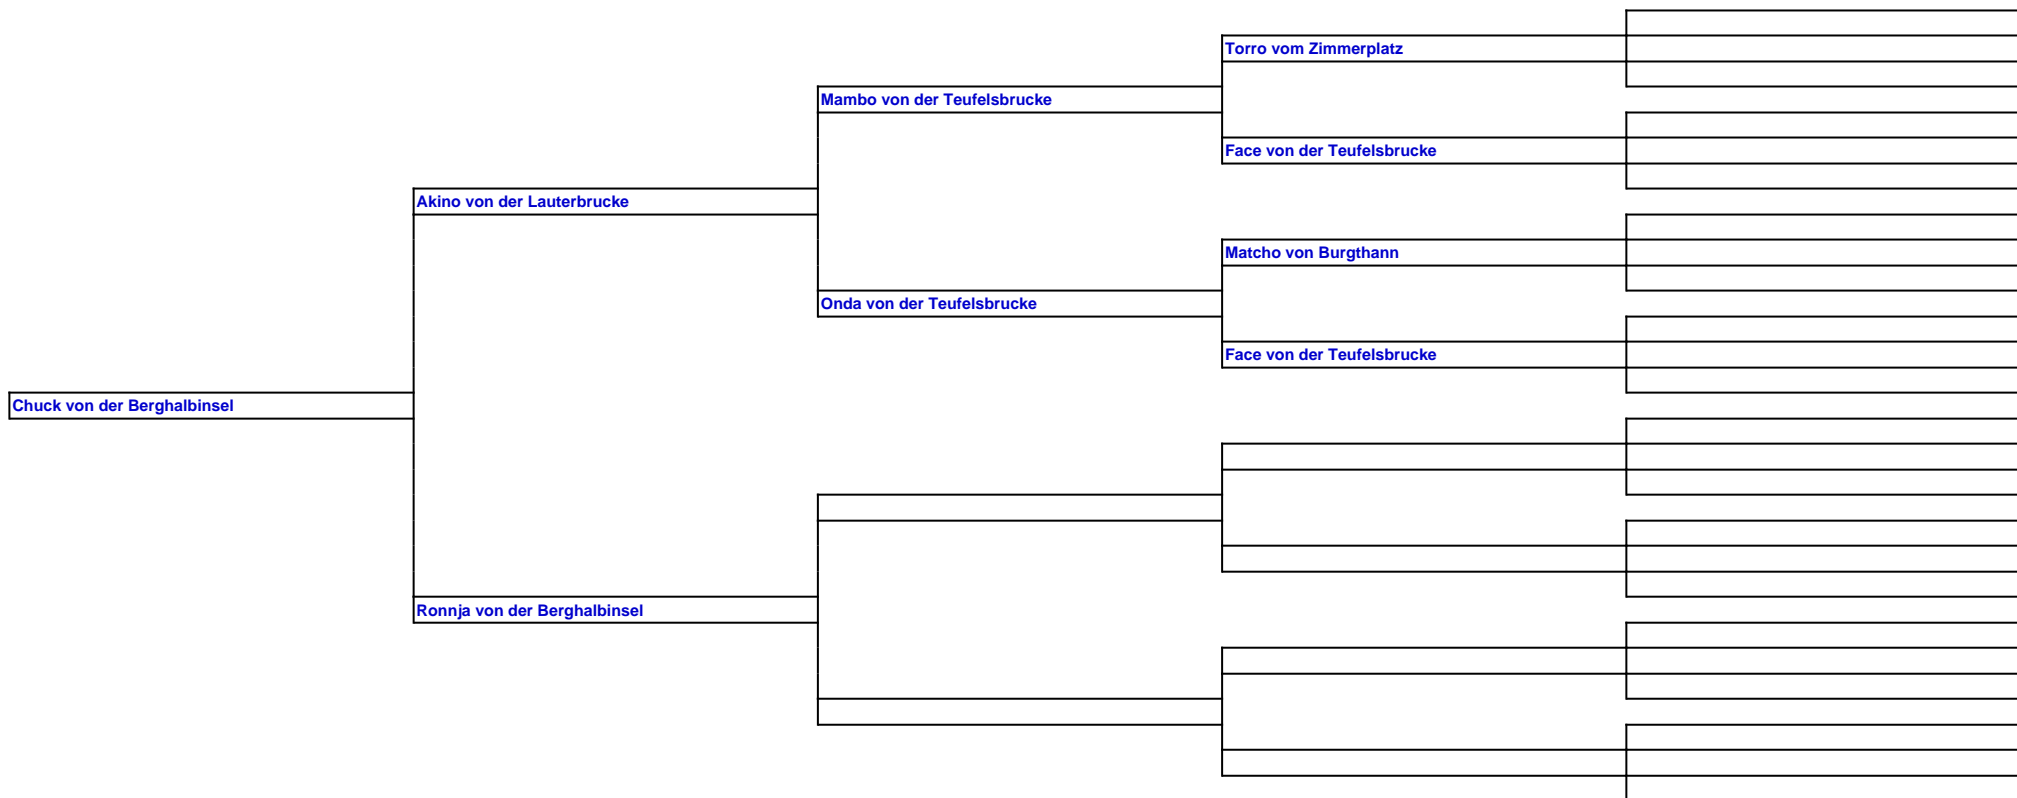 Torro vom Zimmerplatz
Mambo von der Teufelsbrucke
Face von der Teufelsbrucke
Akino von der Lauterbrucke
Matcho von Burgthann
Onda von der Teufelsbrucke
Face von der Teufelsbrucke
Chuck von der Berghalbinsel
Ronnja von der Berghalbinsel